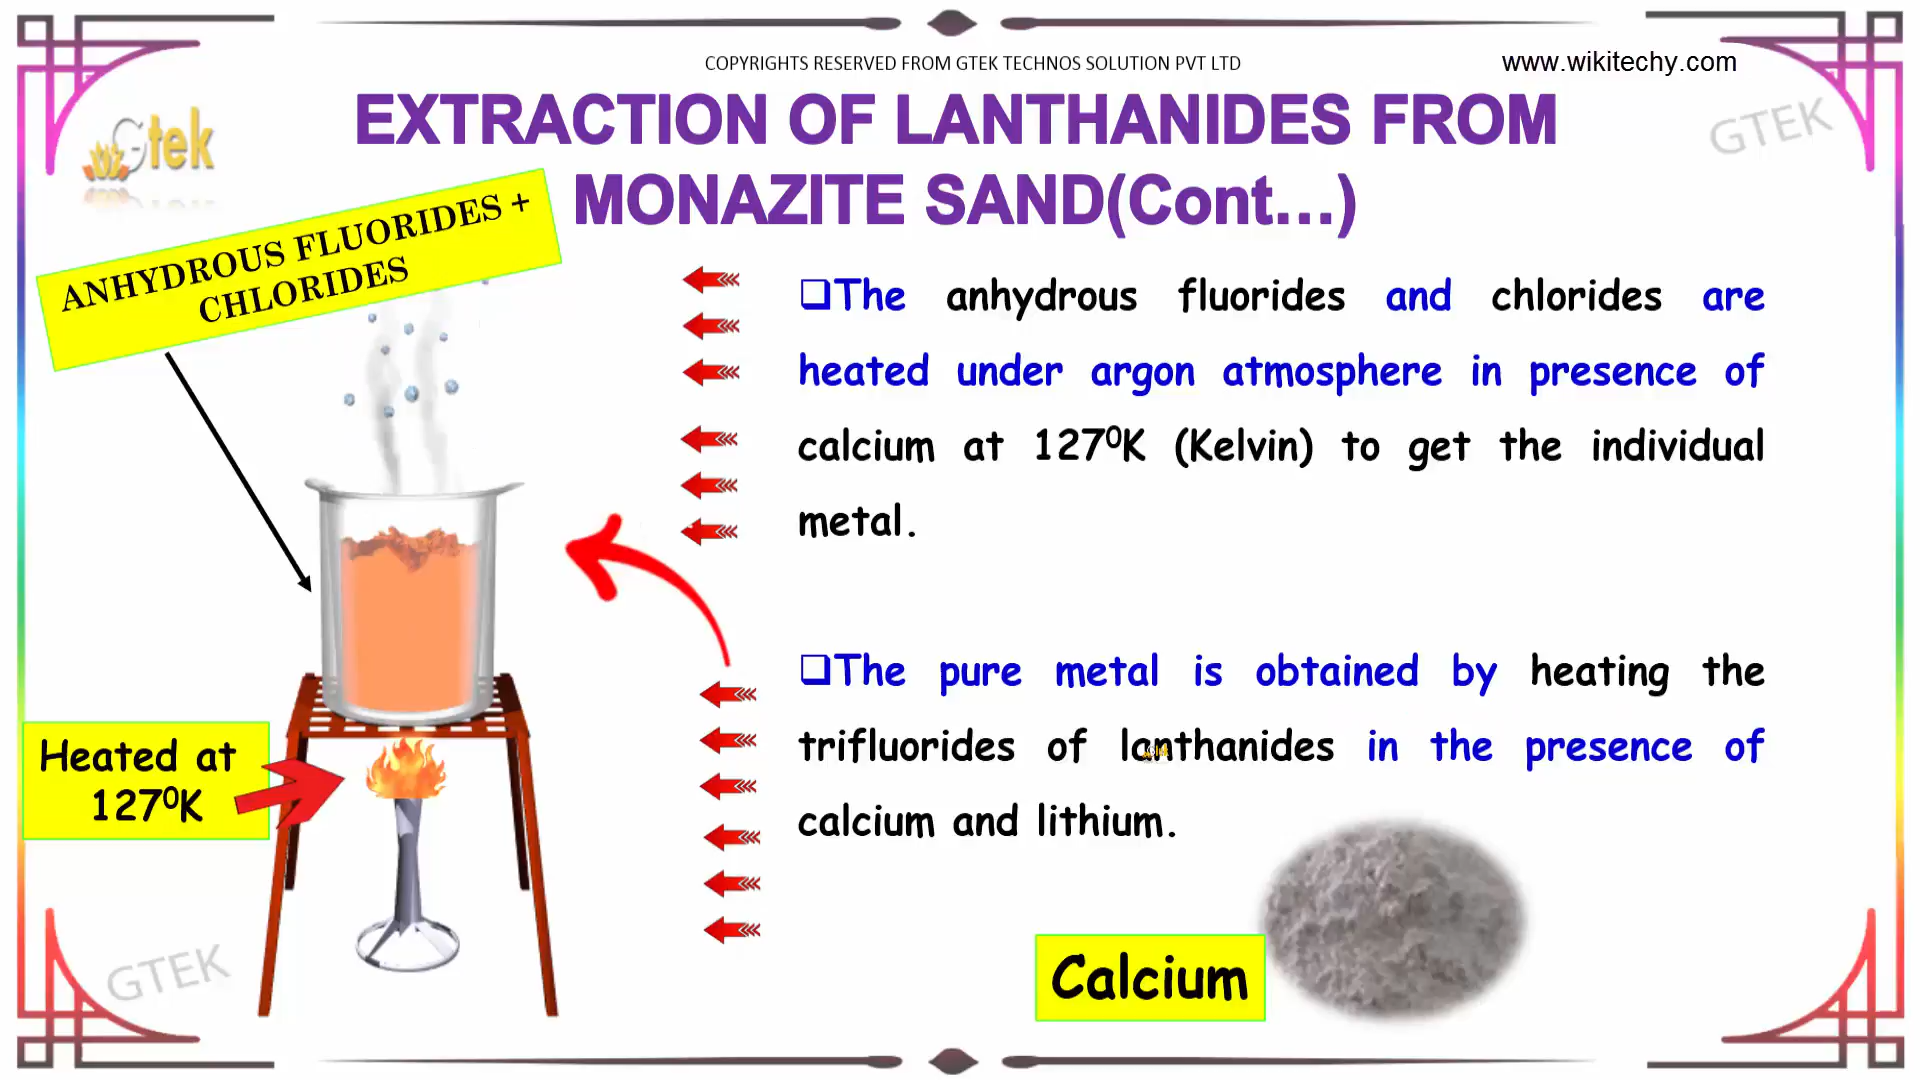 COPYRIGHTS RESERVED FROM GTEK TECHNOS SOLUTION PVT LTD
www.wikitechy.com
Gtek
GTEK
EXTRACTION OF LANTHANIDES FROM
MONAZITE SAND(Cont...)
ANHYDROUS FLUORIDES +
CHLORIDES
❑The anhydrous fluorides and chlorides are
heated under argon atmosphere in presence of
calcium at 127⁰K (Kelvin) to get the individual
metal.
❑The pure metal is obtained by heating the
trifluorides of lanthanides in the presence of
calcium and lithium.
Heated at
127⁰K
Calcium
GTEK